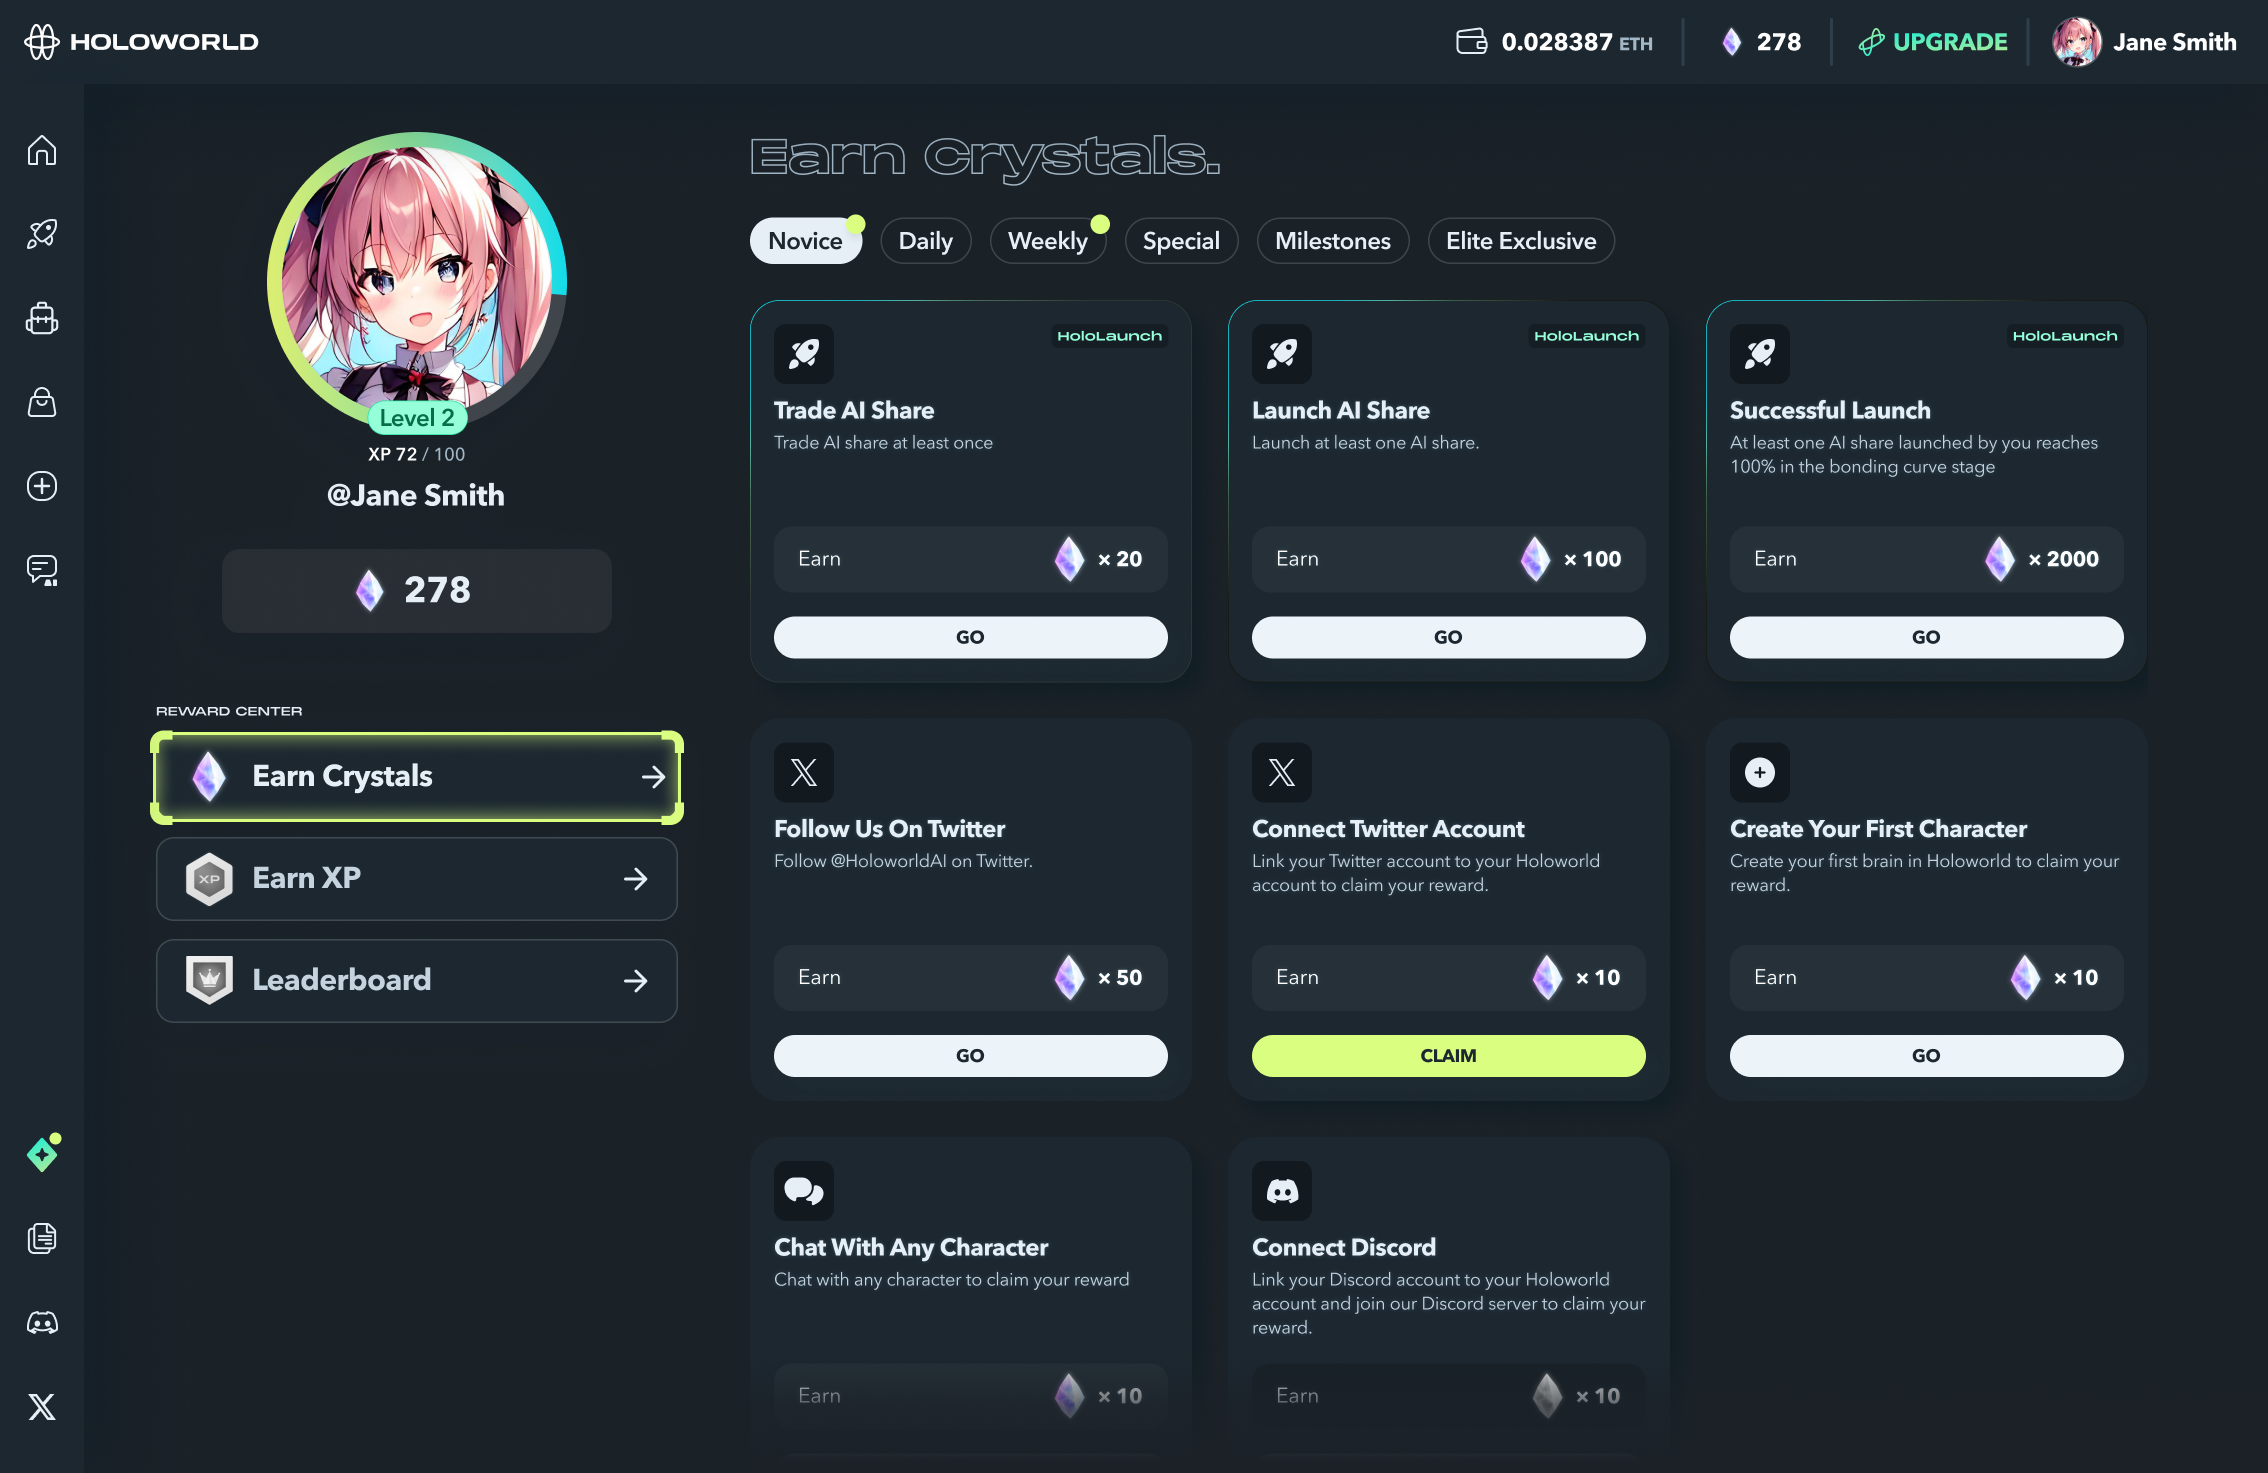 HOLOWORLD
0.028387 ETH
278
UPGRADE
Jane Smith
Level 2
XP 72 / 100
@Jane Smith
278
REWARD CENTER
Earn Crystals
XP
Earn XP
Leaderboard
Earn Crystals.
Novice
Daily
Weekly
Special
Milestones
Elite Exclusive
HoloLaunch
Trade AI Share
Trade AI share at least once
Earn
× 20
GO
HoloLaunch
Launch AI Share
Launch at least one AI share.
Earn
× 100
GO
HoloLaunch
Successful Launch
At least one AI share launched by you reaches
100% in the bonding curve stage
Earn
× 2000
GO
Follow Us On Twitter
Follow @HoloworldAI on Twitter.
Earn
× 50
GO
Connect Twitter Account
Link your Twitter account to your Holoworld
account to claim your reward.
Earn
× 10
CLAIM
Create Your First Character
Create your first brain in Holoworld to claim your
reward.
Earn
× 10
GO
Chat With Any Character
Chat with any character to claim your reward
Earn
× 10
Connect Discord
Link your Discord account to your Holoworld
account and join our Discord server to claim your
reward.
Earn
× 10